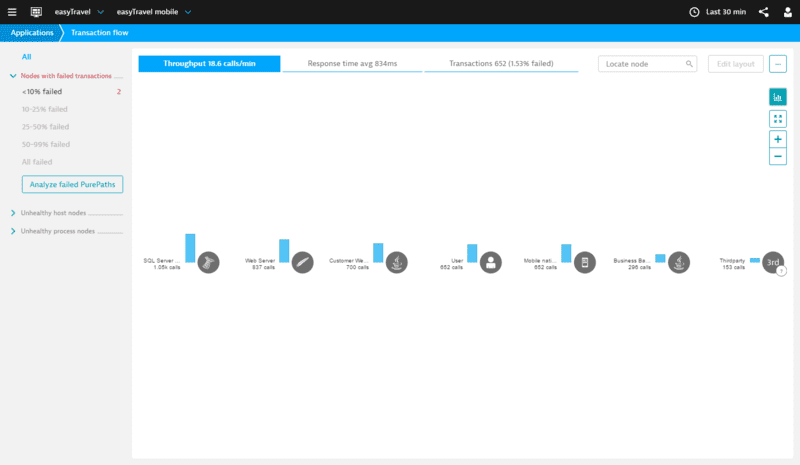 easyTravel easyTravel mobile Last 30 min
Applications Transaction flow
All
Nodes with failed transactions
<10% failed 2
10-25% failed
25-50% failed
50-99% failed
All failed
Analyze failed PurePaths
Unhealthy host nodes
Unhealthy process nodes
Throughput 18.6 calls/min
Response time avg 834ms
Transactions 652 (1.53% failed)
Locate node
Edit layout
...
SQL Server ...
1.05k calls
Web Server
937 calls
Customer We...
700 calls
User
652 calls
Mobile nati...
652 calls
Business Ba...
296 calls
Thirdparty
153 calls
3rd
?